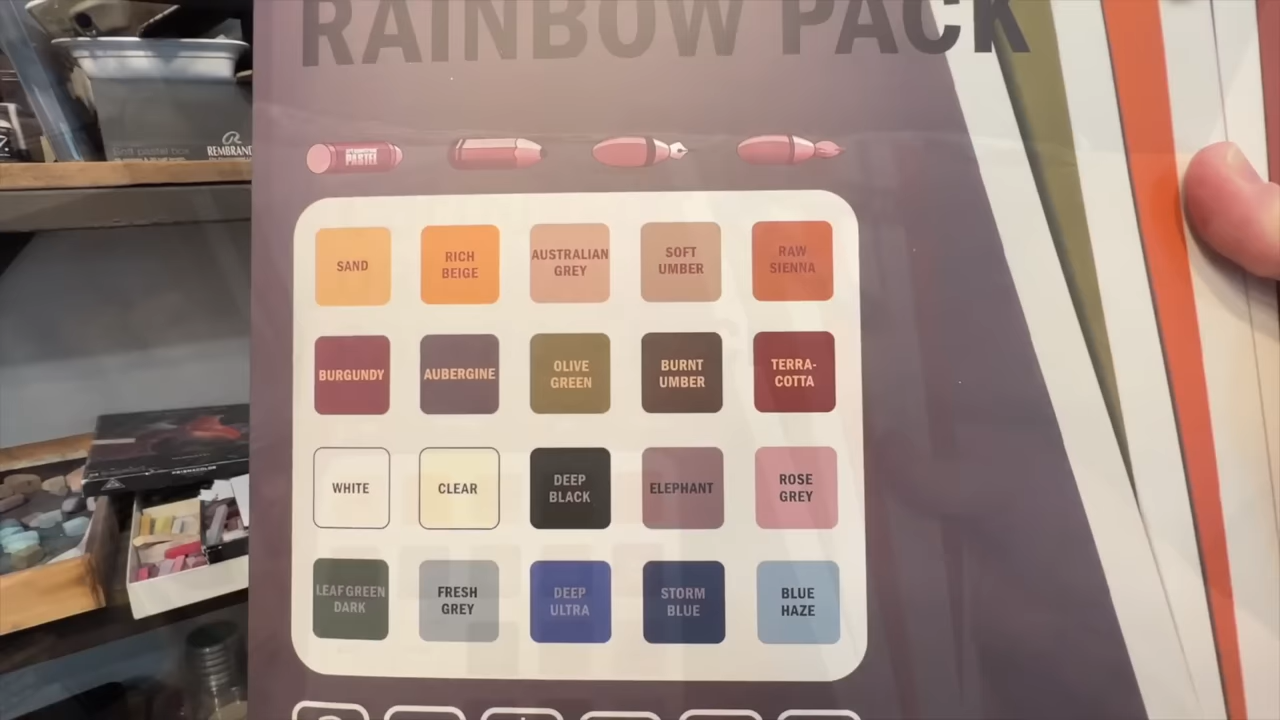 RAINBOW PACK
PASTEL
REMBRAND
SAND
RICH
BEIGE
AUSTRALIAN
GREY
SOFT
UMBER
RAW
SIENNA
BURGUNDY
AUBERGINE
OLIVE
GREEN
BURNT
UMBER
TERRA-
COTTA
WHITE
CLEAR
DEEP
BLACK
ELEPHANT
ROSE
GREY
LEAF GREEN
DARK
FRESH
GREY
DEEP
ULTRA
STORM
BLUE
BLUE
HAZE